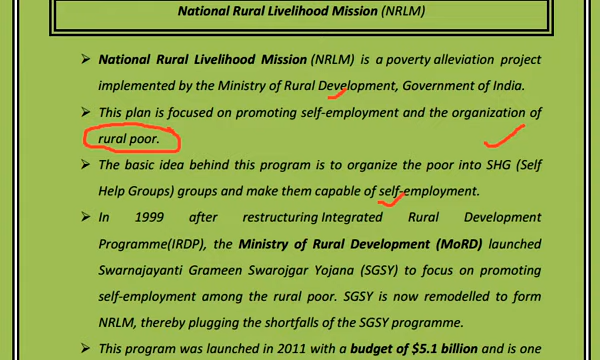 National Rural Livelihood Mission (NRLM)
➢ National Rural Livelihood Mission (NRLM) is a poverty alleviation project
implemented by the Ministry of Rural Development, Government of India.
➢ This plan is focused on promoting self-employment and the organization of
rural poor.
➢ The basic idea behind this program is to organize the poor into SHG (Self
Help Groups) groups and make them capable of self-employment.
➢ In 1999 after restructuring Integrated Rural Development
Programme(IRDP), the Ministry of Rural Development (MoRD) launched
Swarnajayanti Grameen Swarojgar Yojana (SGSY) to focus on promoting
self-employment among the rural poor. SGSY is now remodelled to form
NRLM, thereby plugging the shortfalls of the SGSY programme.
➢ This program was launched in 2011 with a budget of $5.1 billion and is one